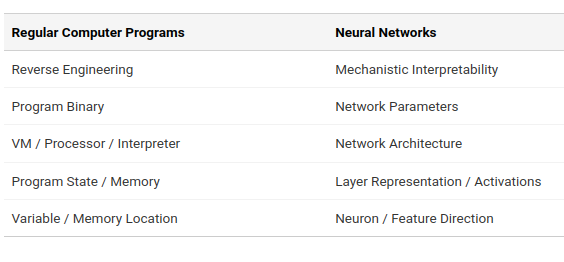 Regular Computer Programs Neural Networks
Reverse Engineering Mechanistic Interpretability
Program Binary Network Parameters
VM / Processor / Interpreter Network Architecture
Program State / Memory Layer Representation / Activations
Variable / Memory Location Neuron / Feature Direction